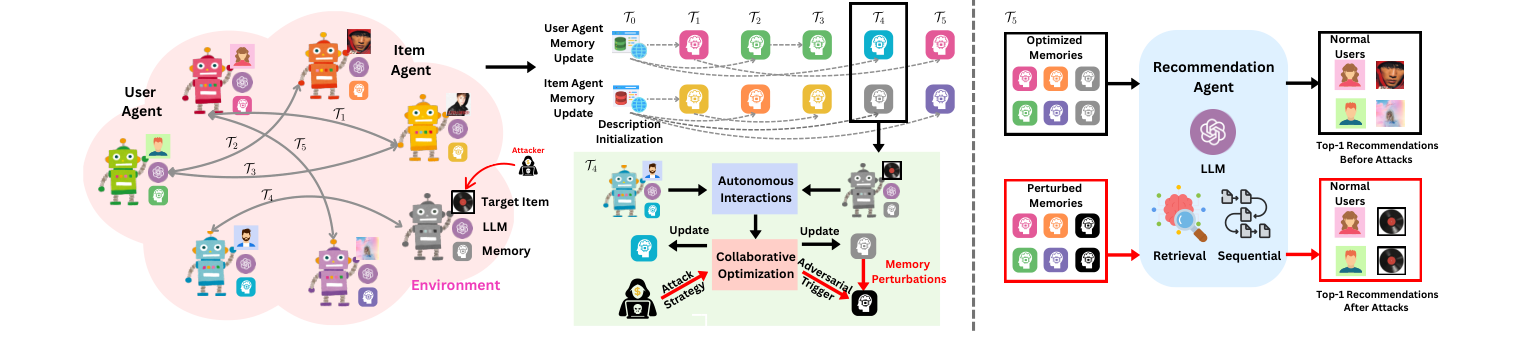 User
Agent
Item
Agent
𝒯₁
𝒯₂
𝒯₃
𝒯₄
𝒯₅
Attacker
Target Item
LLM
Memory
Environment
𝒯₀ 𝒯₁ 𝒯₂ 𝒯₃ 𝒯₄ 𝒯₅
User Agent
Memory
Update
Item Agent
Memory
Update
Description
Initialization
𝒯₄
Autonomous
Interactions
Update
Update
Collaborative
Optimization
Attack
Strategy
Adversarial
Trigger
Memory
Perturbations
𝒯₅
Optimized
Memories
Perturbed
Memories
Recommendation
Agent
LLM
Retrieval Sequential
Normal
Users
Top-1 Recommendations
Before Attacks
Normal
Users
Top-1 Recommendations
After Attacks